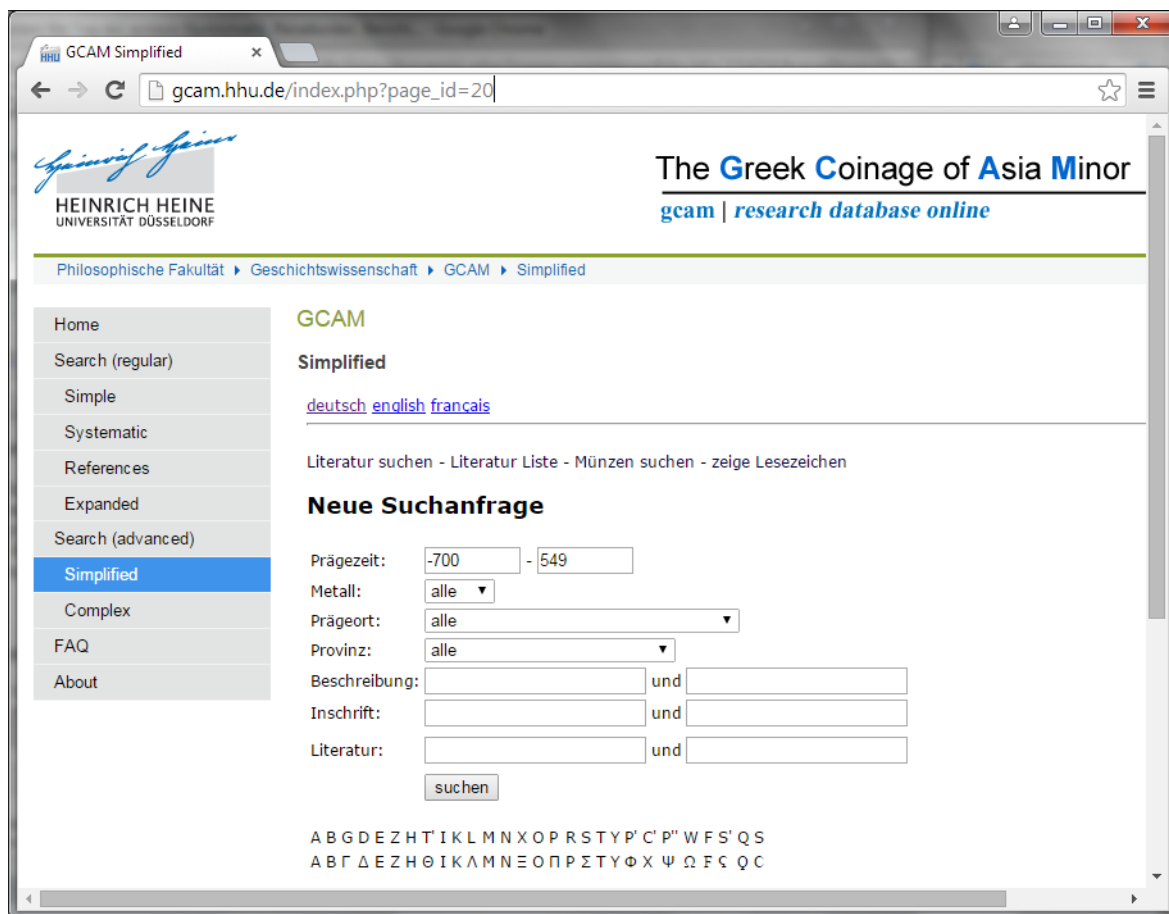 GCAM Simplified
gcam.hhu.de/index.php?page_id=20
HHU
Heinrich Heine
HEINRICH HEINE
UNIVERSITÄT DÜSSELDORF
The Greek Coinage of Asia Minor
gcam | research database online
Philosophische Fakultät Geschichtswissenschaft GCAM Simplified
Home
Search (regular)
Simple
Systematic
References
Expanded
Search (advanced)
Simplified
Complex
FAQ
About
GCAM
Simplified
deutsch english français
Literatur suchen - Literatur Liste - Münzen suchen - zeige Lesezeichen
Neue Suchanfrage
Prägezeit: -700 - 549
Metall: alle
Prägeort: alle
Provinz: alle
Beschreibung: und
Inschrift: und
Literatur: und
suchen
A B G D E Z H T' I K L M N X O P R S T Y P' C' P'' W F S' Q S
Α Β Γ Δ Ε Ζ Η Θ Ι Κ Λ Μ Ν Ξ Ο Π Ρ Σ Τ Υ Φ Χ Ψ Ω Ϝ Ϛ Ϙ Ϲ